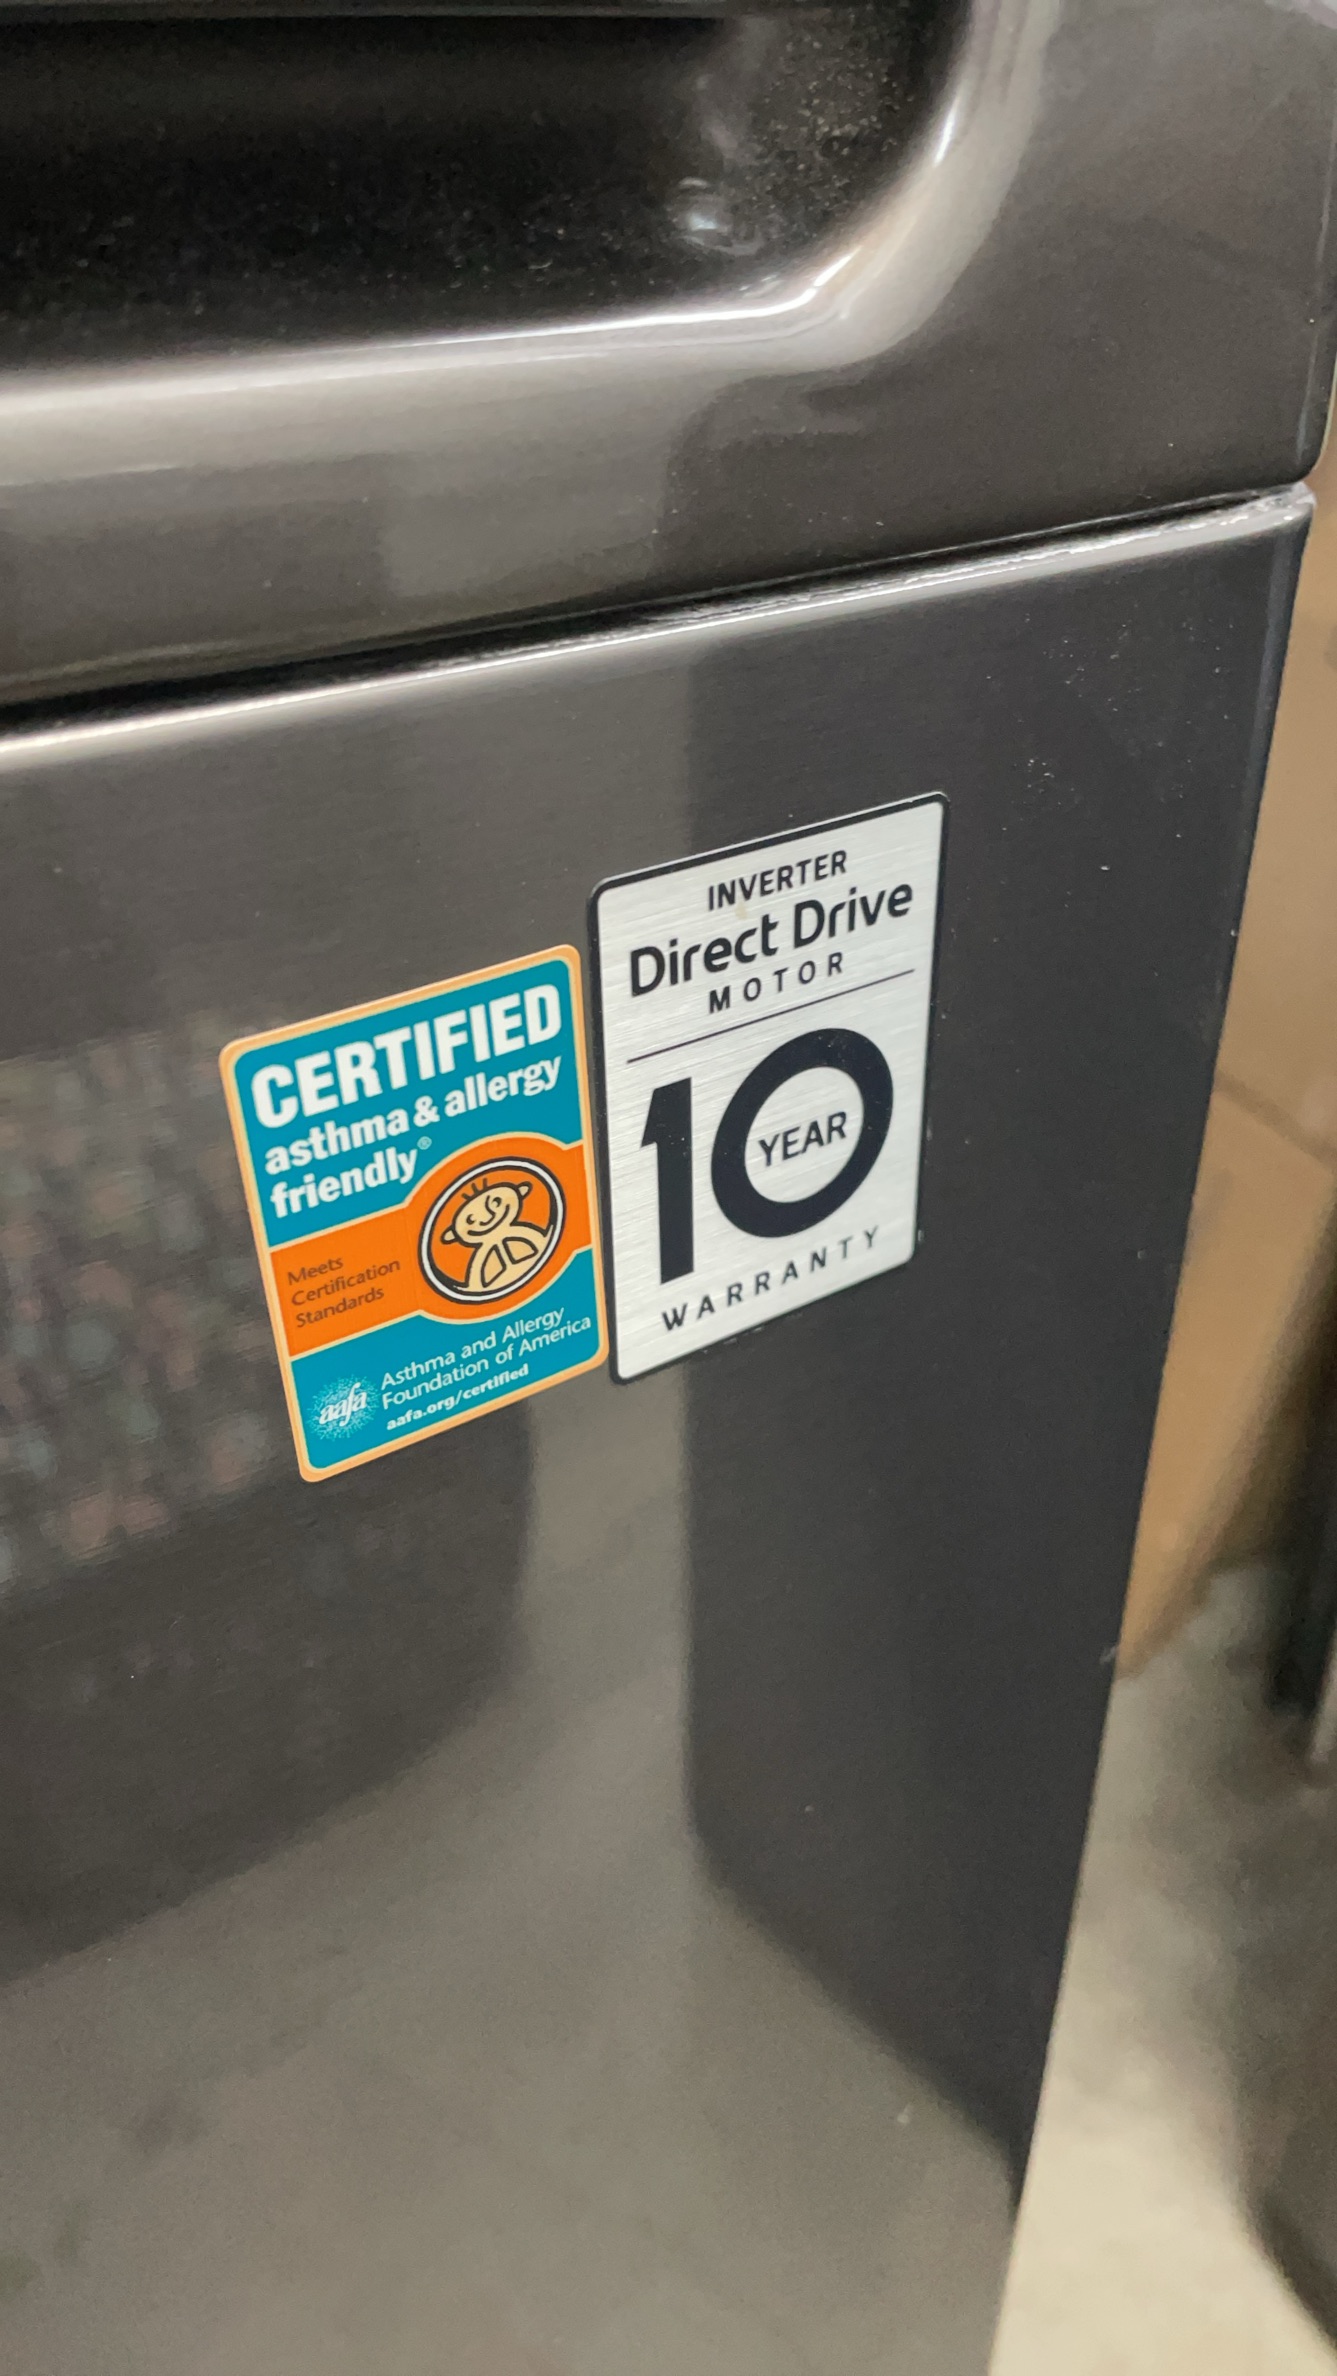 CERTIFIED
asthma & allergy
friendly®
Meets
Certification
Standards
aafa
Asthma and Allergy
Foundation of America
aafa.org/certified
INVERTER
Direct Drive
MOTOR
10
YEAR
WARRANTY